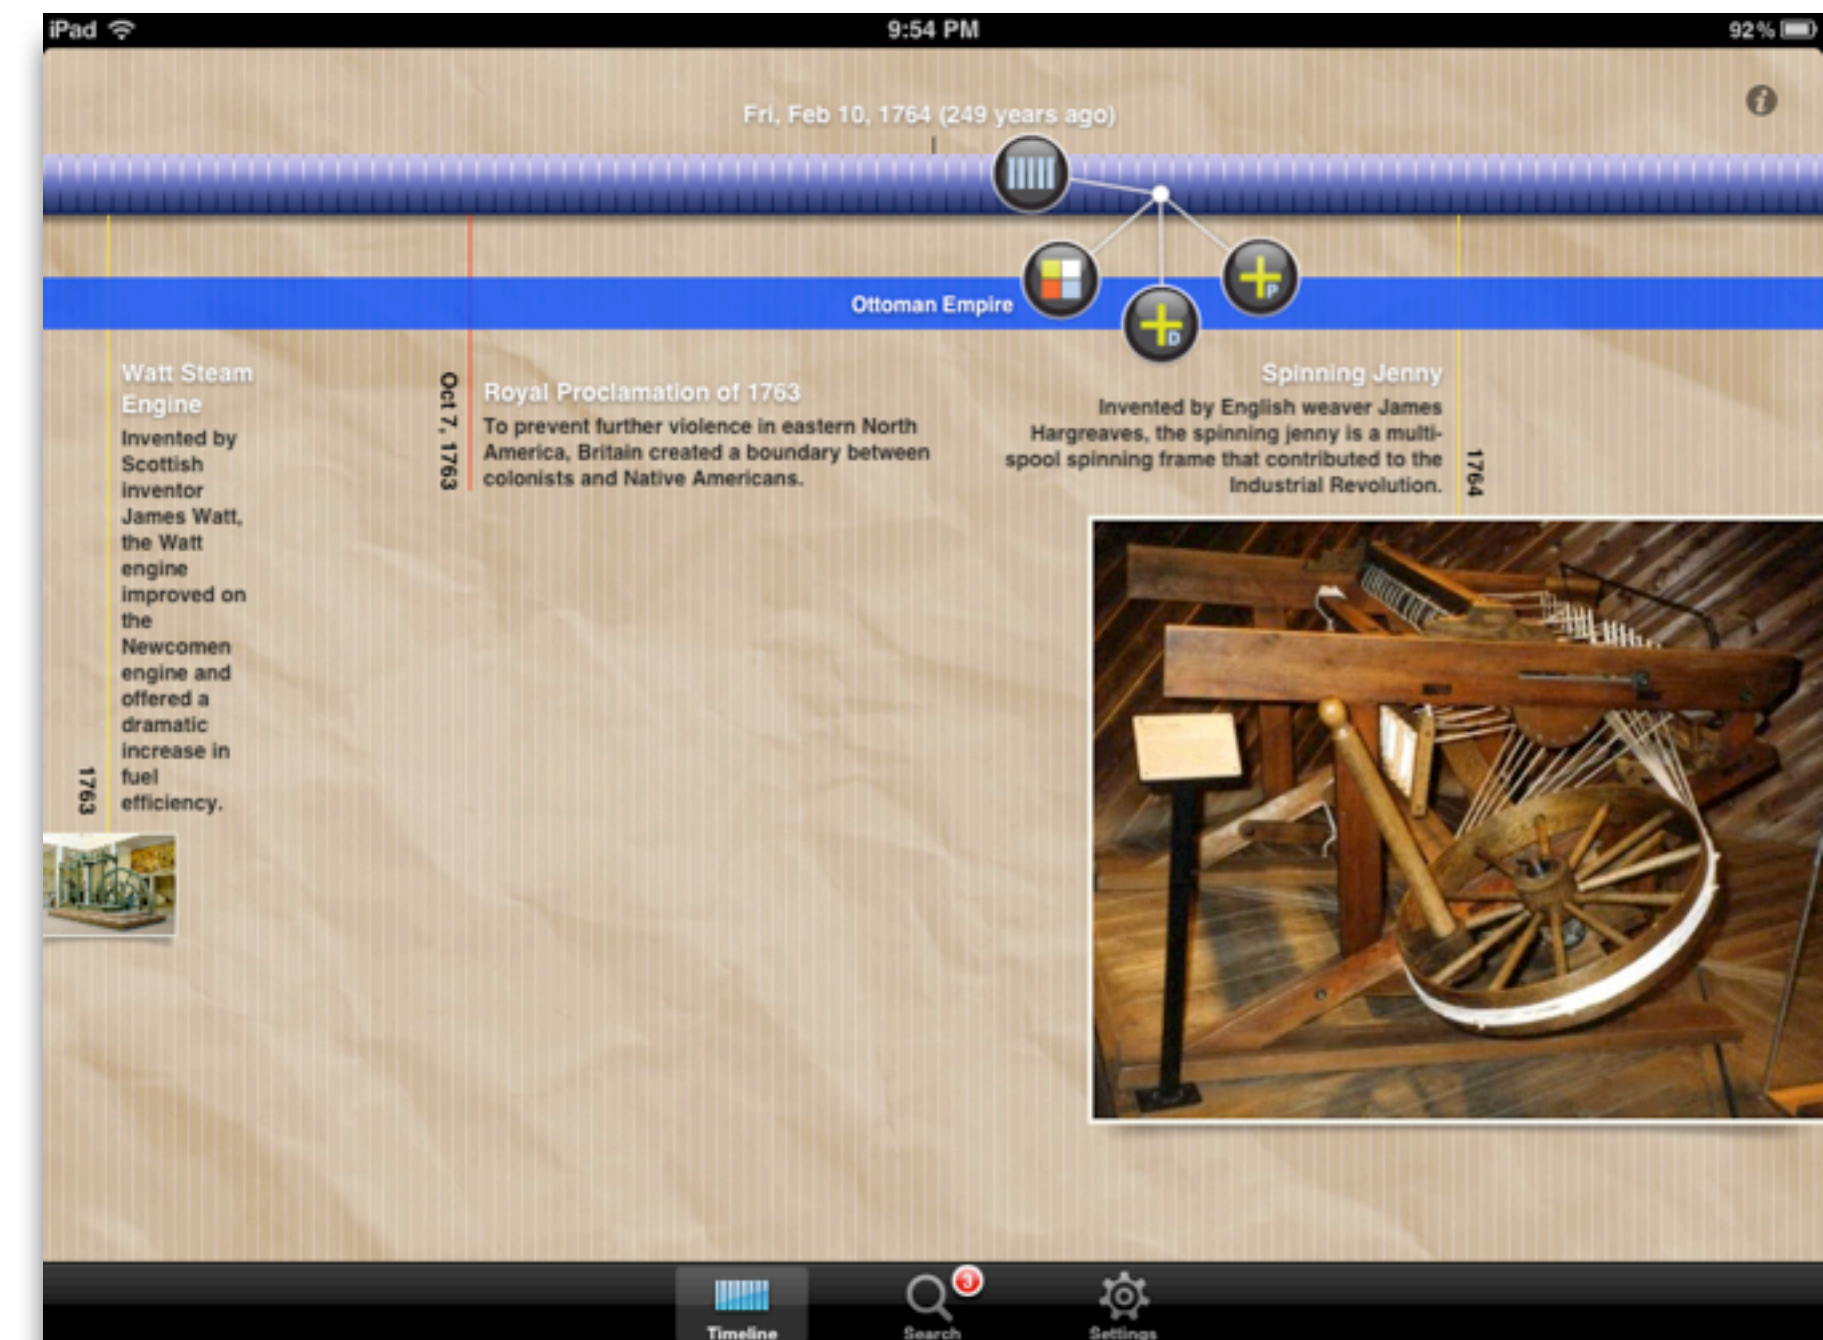 iPad
9:54 PM
92%
Fri, Feb 10, 1764 (249 years ago)
Ottoman Empire
P
D
Watt Steam
Engine
Invented by
Scottish
inventor
James Watt,
the Watt
engine
improved on
the
Newcomen
engine and
offered a
dramatic
increase in
fuel
efficiency.
1763
Oct 7, 1763
Royal Proclamation of 1763
To prevent further violence in eastern North
America, Britain created a boundary between
colonists and Native Americans.
Spinning Jenny
Invented by English weaver James
Hargreaves, the spinning jenny is a multi-
spool spinning frame that contributed to the
Industrial Revolution.
1764
3
Timeline
Search
Settings